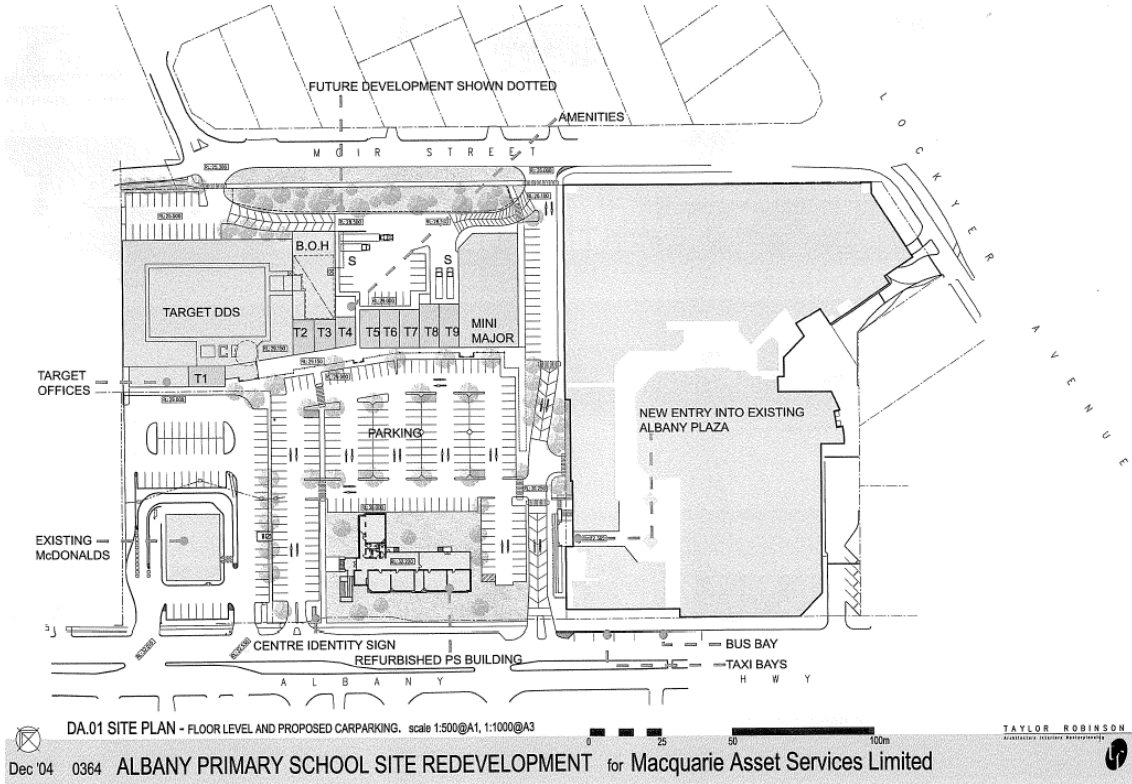 FUTURE DEVELOPMENT SHOWN DOTTED
AMENITIES
MOIR STREET
LOCKYER AVENUE
B.O.H
S
S
TARGET DDS
T2
T3
T4
T5
T6
T7
T8
T9
MINI
MAJOR
T1
TARGET
OFFICES
PARKING
NEW ENTRY INTO EXISTING
ALBANY PLAZA
EXISTING
McDONALDS
CENTRE IDENTITY SIGN
REFURBISHED PS BUILDING
BUS BAY
TAXI BAYS
ALBANY HWY
DA.01 SITE PLAN - FLOOR LEVEL AND PROPOSED CARPARKING. scale 1:500@A1, 1:1000@A3
0 25 50 100m
TAYLOR ROBINSON
Dec '04 0364 ALBANY PRIMARY SCHOOL SITE REDEVELOPMENT for Macquarie Asset Services Limited